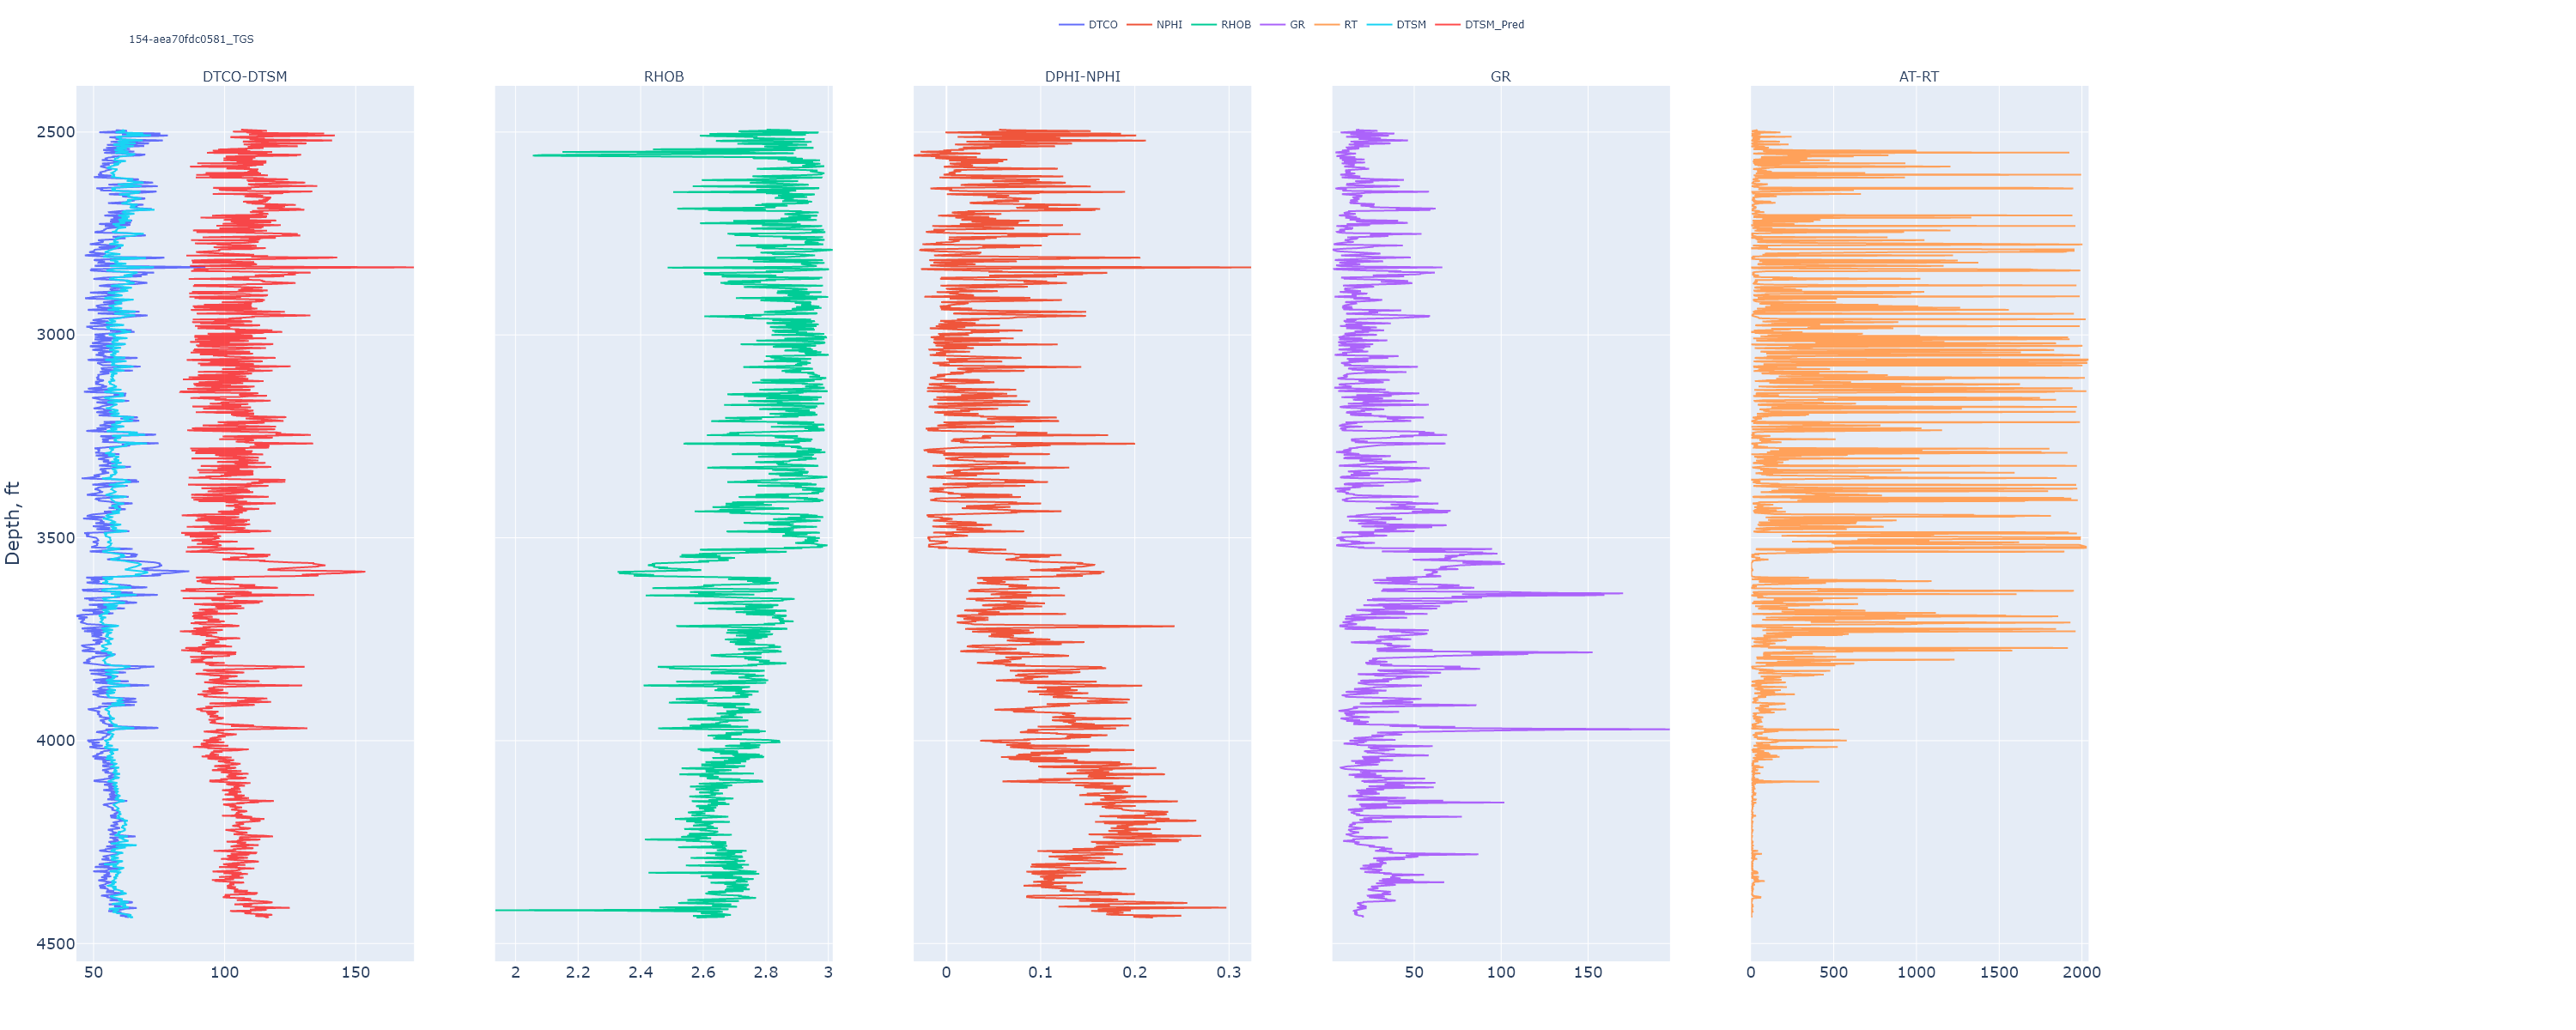 DTCO NPHI RHOB GR RT DTSM DTSM_Pred
154-aea70fdc0581_TGS
DTCO-DTSM RHOB DPHI-NPHI GR AT-RT
2500
3000
3500
4000
4500
Depth, ft
50 100 150 2 2.2 2.4 2.6 2.8 3 0 0.1 0.2 0.3 50 100 150 0 500 1000 1500 2000